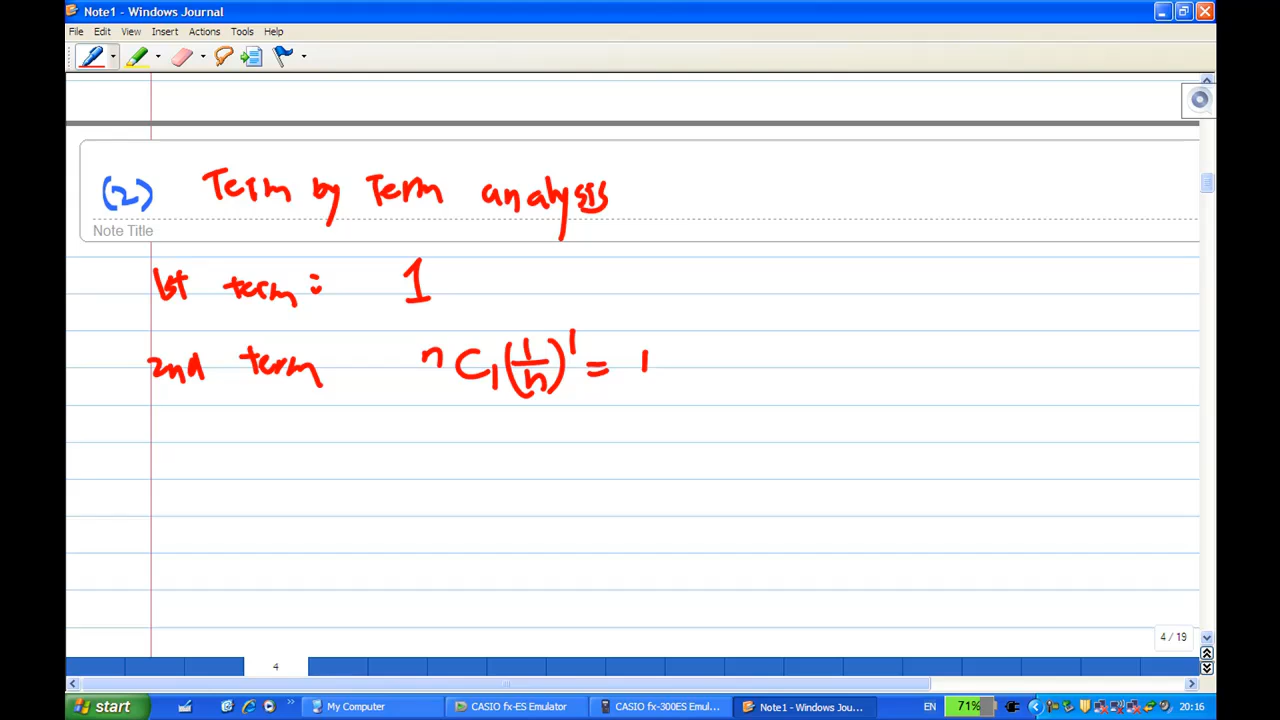 Note1 - Windows Journal
File Edit View Insert Actions Tools Help
(2) Term by Term analysis
Note Title
1st term : 1
2nd term ⁿC₁(1/n)¹ = 1
4 / 19
4
start My Computer CASIO fx-ES Emulator CASIO fx-300ES Emul... Note1 - Windows Jou... EN 71% 20:16